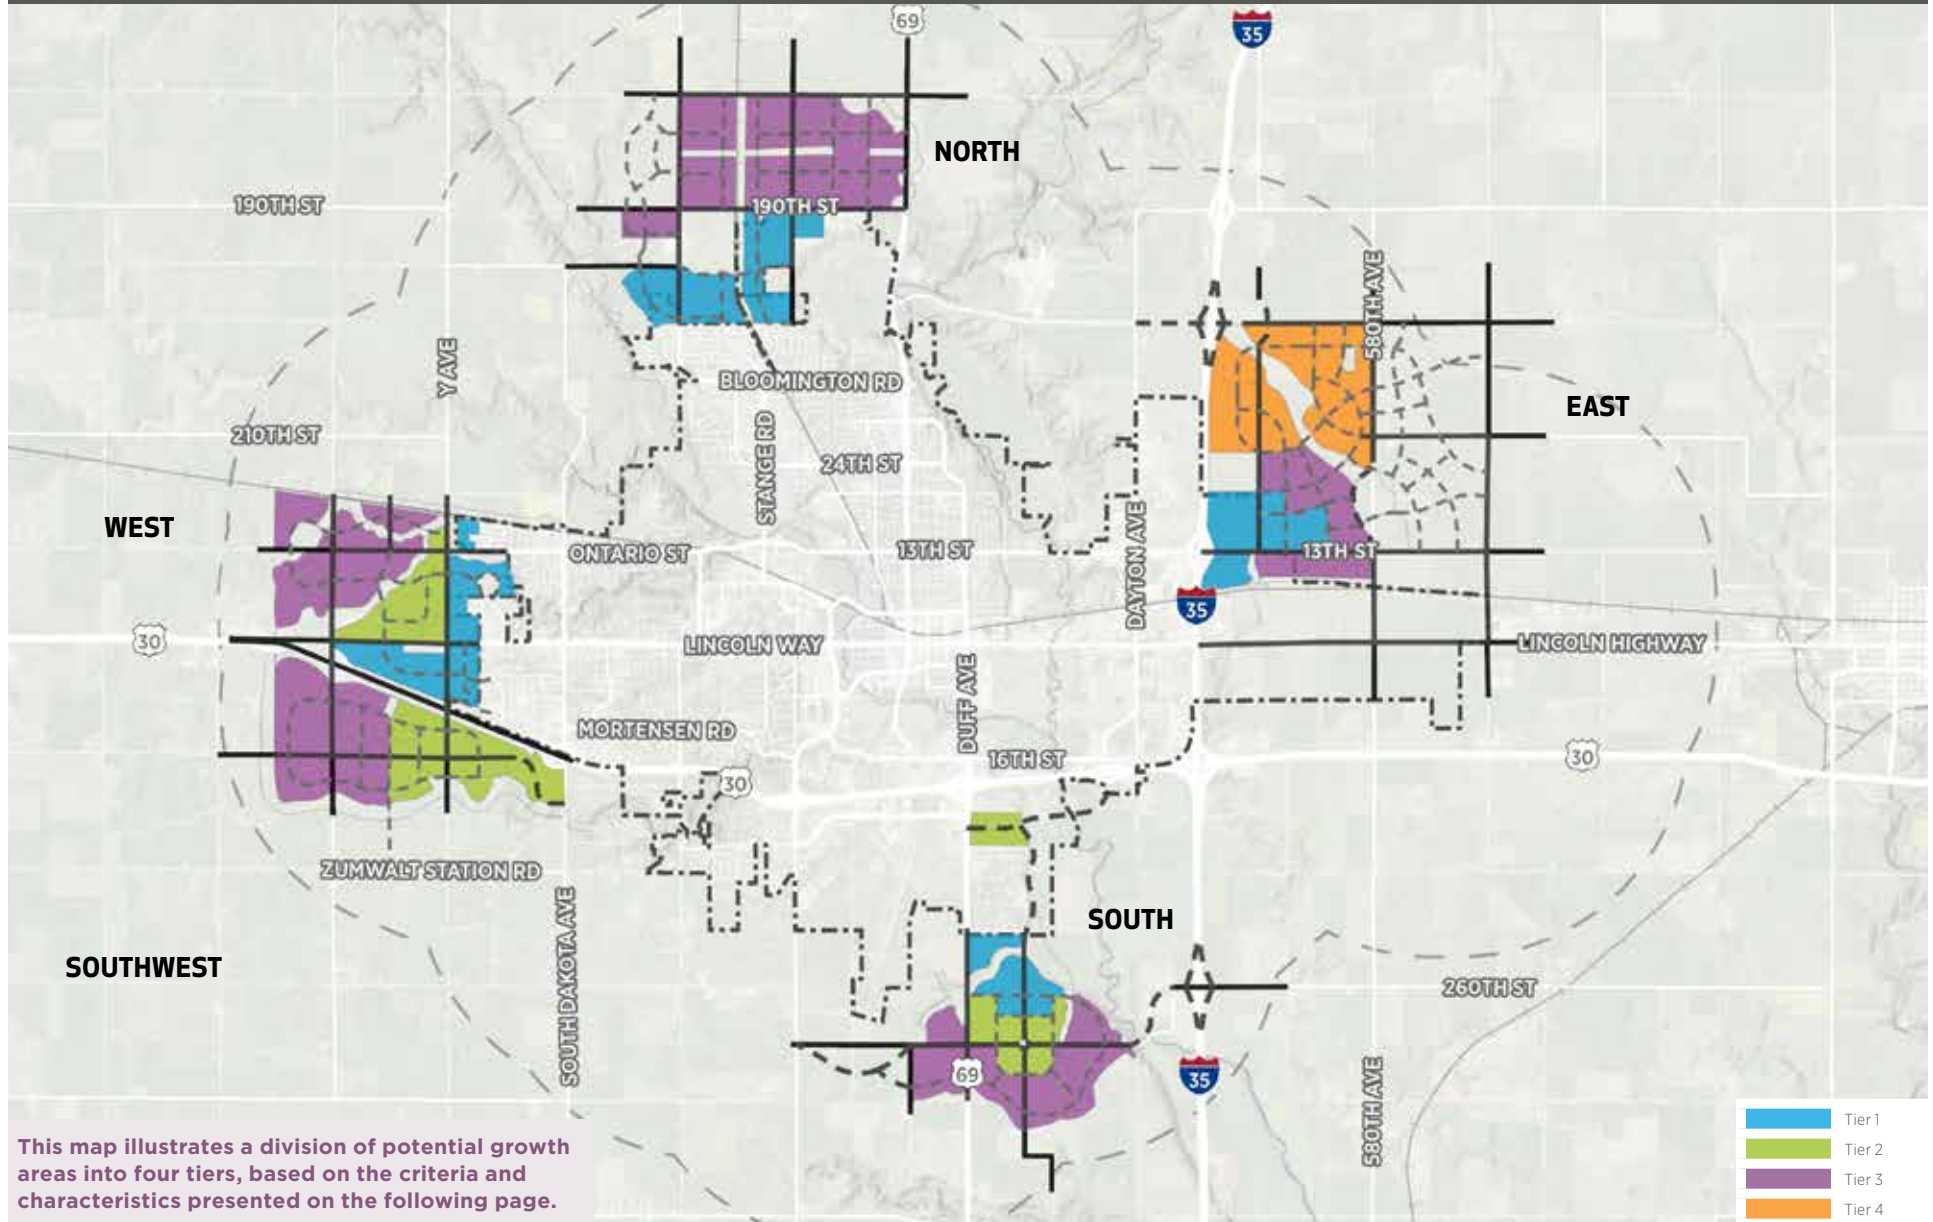 69
35
NORTH
190TH ST
190TH ST
580TH AVE
Y AVE
BLOOMINGTON RD
EAST
210TH ST
STANGE RD
24TH ST
WEST
DAYTON AVE
ONTARIO ST
13TH ST
13TH ST
35
30
LINCOLN WAY
LINCOLN HIGHWAY
DUFF AVE
MORTENSEN RD
16TH ST
30
30
ZUMWALT STATION RD
SOUTH DAKOTA AVE
SOUTH
SOUTHWEST
260TH ST
69
35
580TH AVE
This map illustrates a division of potential growth
areas into four tiers, based on the criteria and
characteristics presented on the following page.
Tier 1
Tier 2
Tier 3
Tier 4